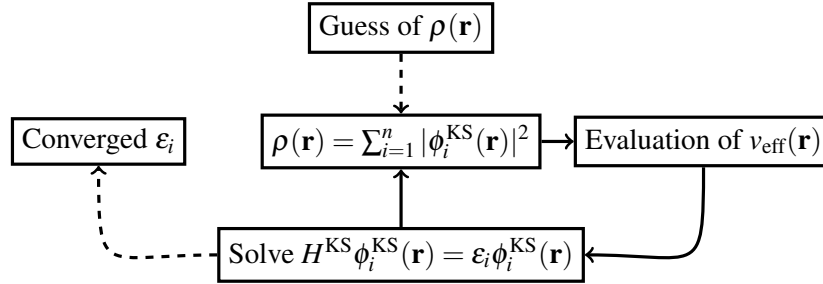 Guess of ρ(𝐫)
Converged εᵢ
ρ(𝐫) = ∑ⁿᵢ₌₁ |ϕᵢᴷˢ(𝐫)|²
Evaluation of v_eff(𝐫)
Solve Hᴷˢϕᵢᴷˢ(𝐫) = εᵢϕᵢᴷˢ(𝐫)